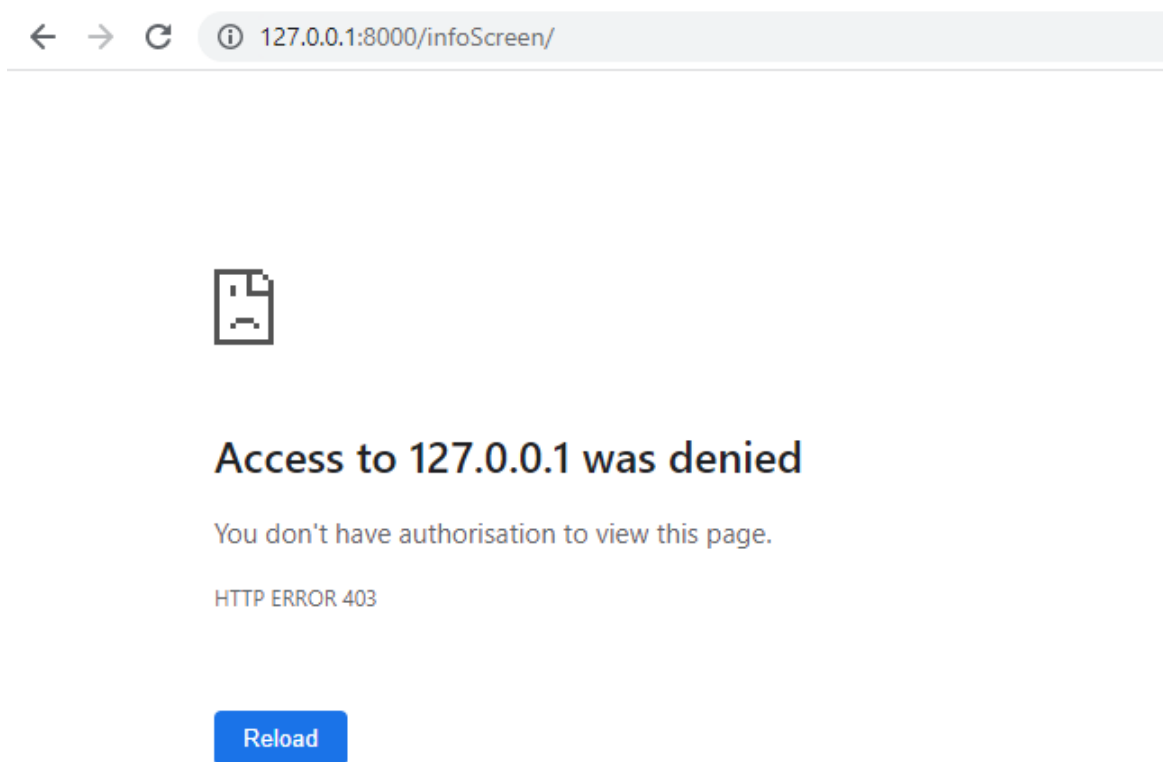 127.0.0.1:8000/infoScreen/
Access to 127.0.0.1 was denied
You don't have authorisation to view this page.
HTTP ERROR 403
Reload